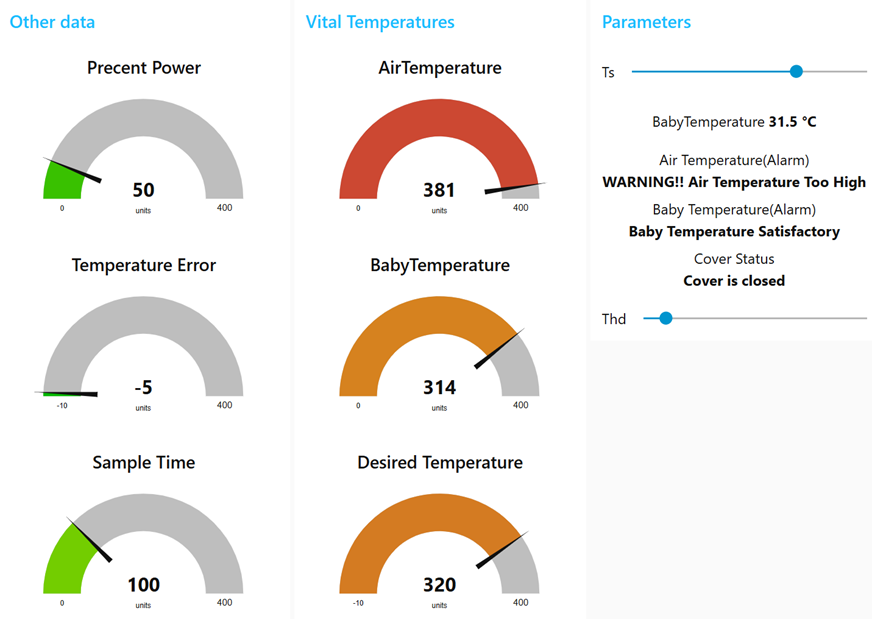 Other data
Precent Power
50
units
0
400
Temperature Error
-5
units
-10
400
Sample Time
100
units
0
400
Vital Temperatures
AirTemperature
381
units
0
400
BabyTemperature
314
units
0
400
Desired Temperature
320
units
-10
400
Parameters
Ts
BabyTemperature 31.5 °C
Air Temperature(Alarm)
WARNING!! Air Temperature Too High
Baby Temperature(Alarm)
Baby Temperature Satisfactory
Cover Status
Cover is closed
Thd